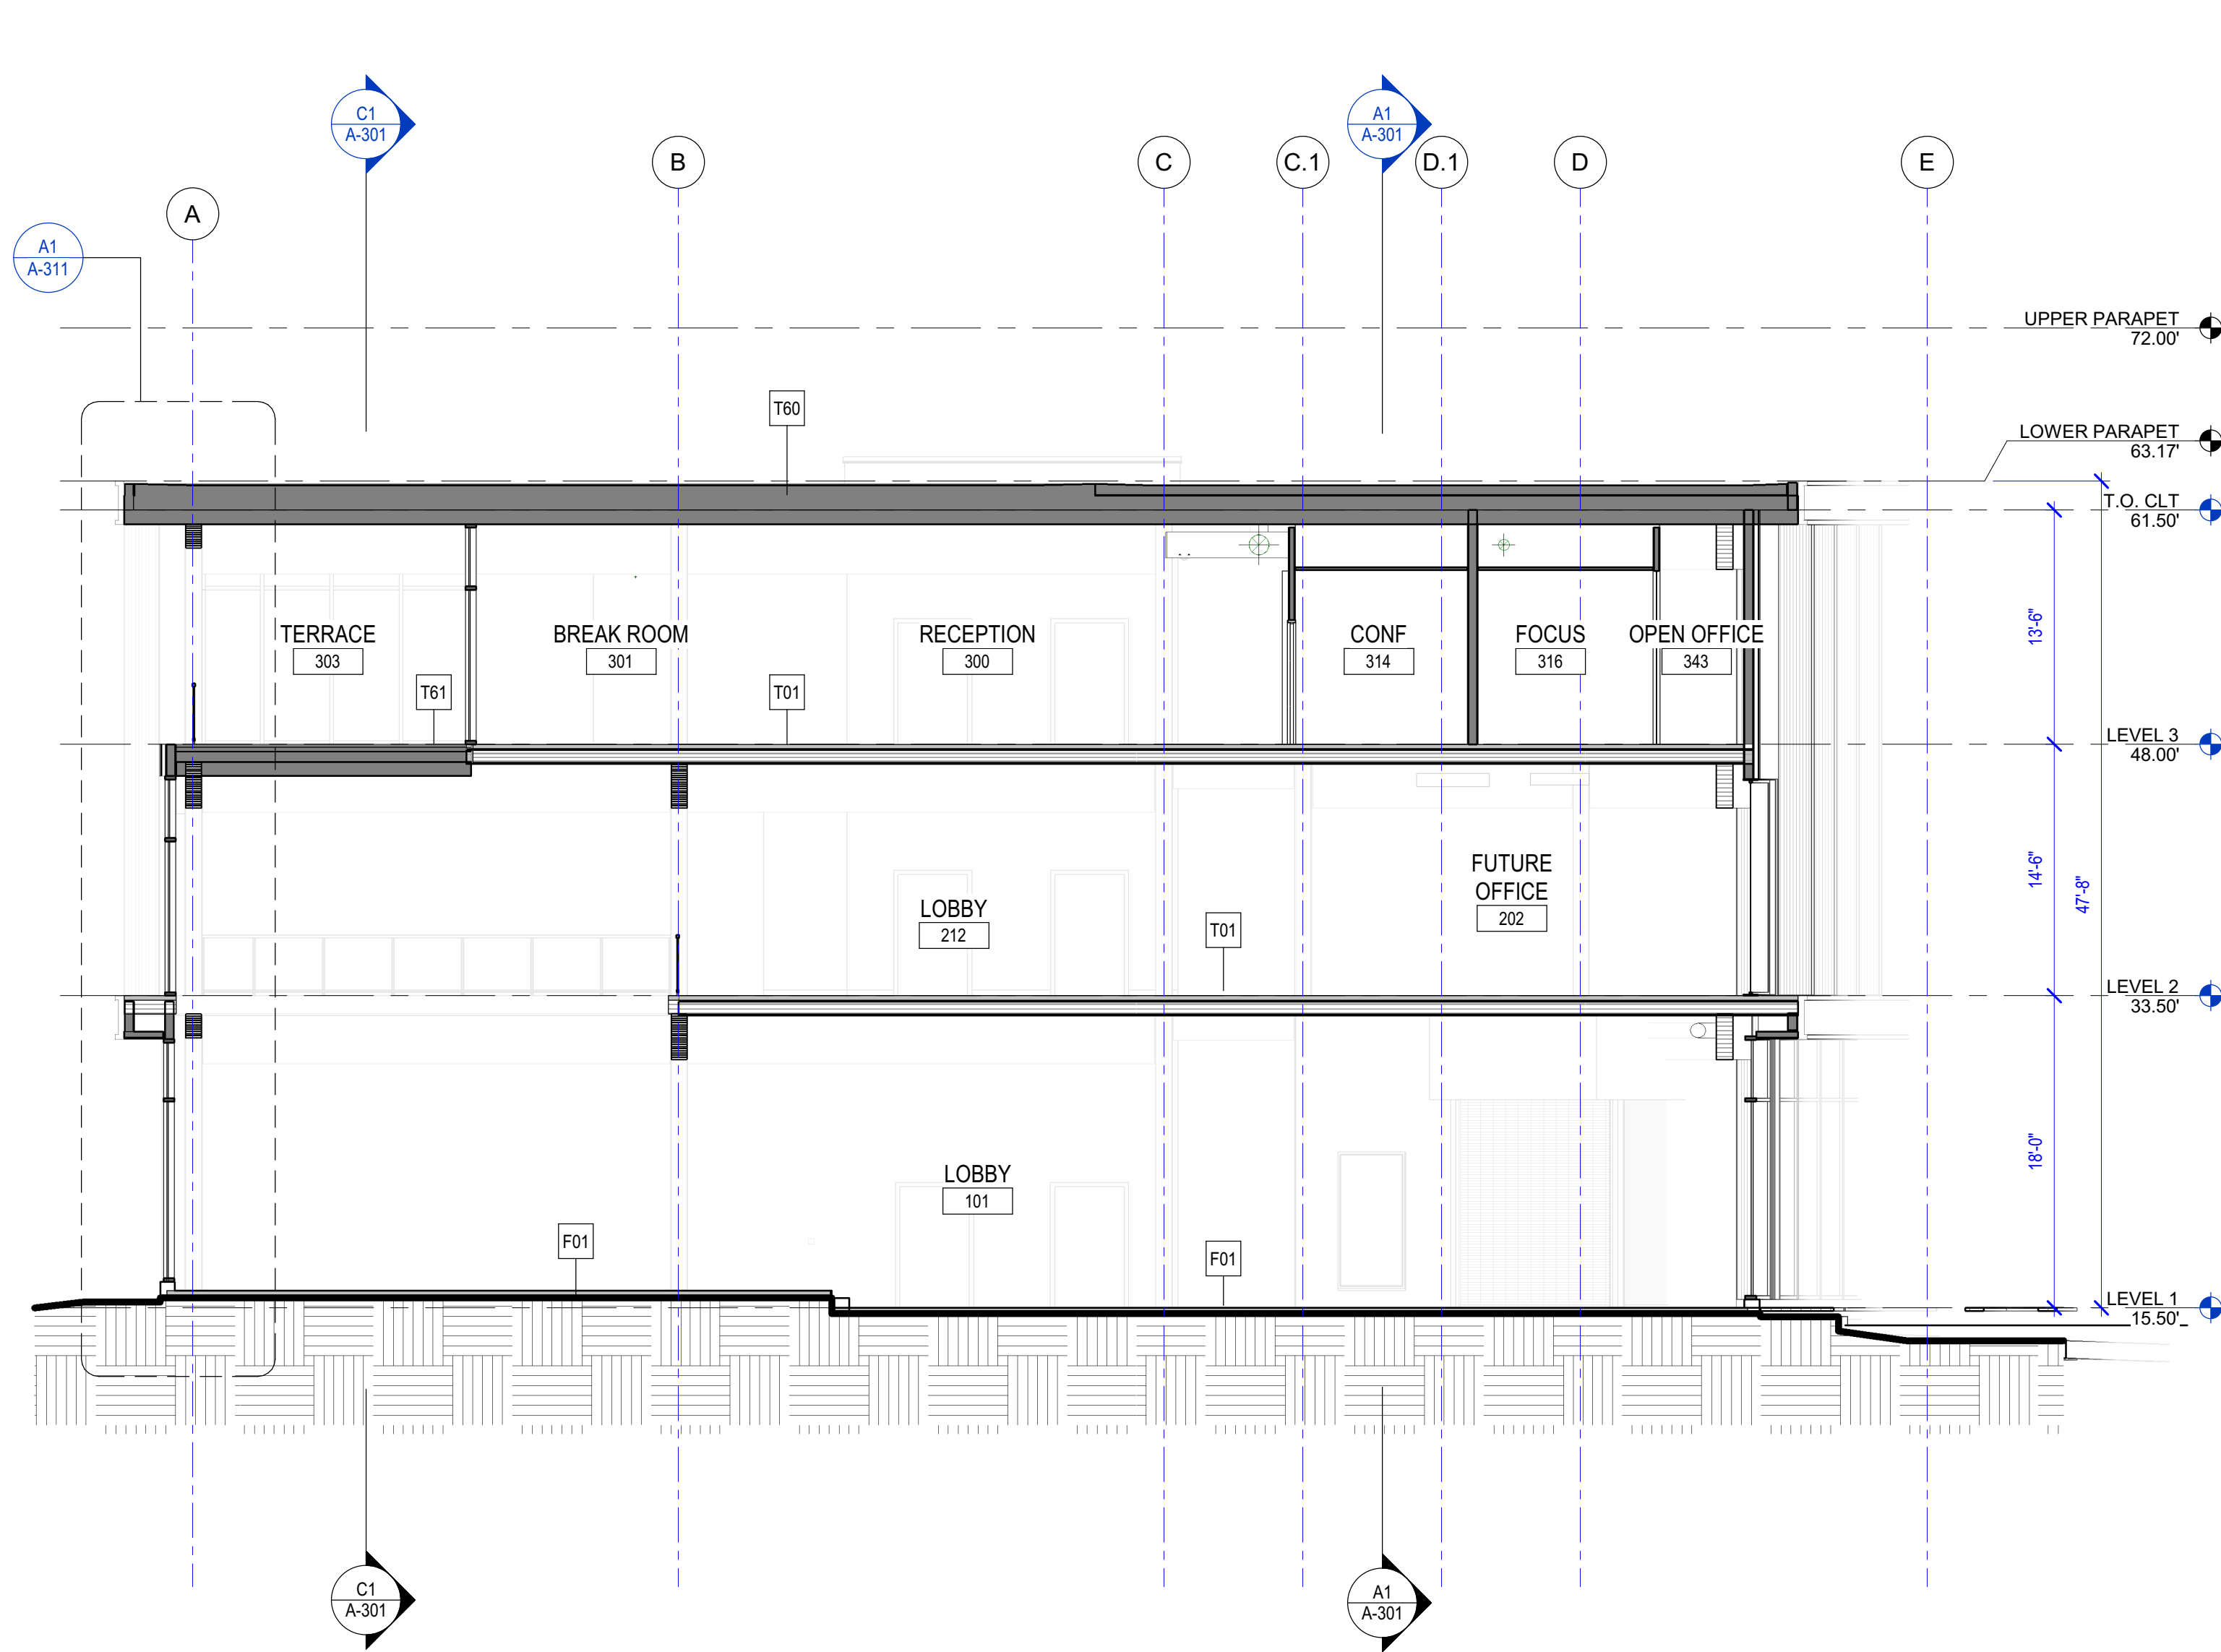 C1
A-301
A1
A-301
B
C
C.1
D.1
D
E
A
A1
A-311
UPPER PARAPET
72.00'
T60
LOWER PARAPET
63.17'
T.O. CLT
61.50'
TERRACE
303
BREAK ROOM
301
RECEPTION
300
CONF
314
FOCUS
316
OPEN OFFICE
343
13'-6"
T61
T01
LEVEL 3
48.00'
FUTURE
OFFICE
202
14'-6"
47'-8"
LOBBY
212
T01
LEVEL 2
33.50'
LOBBY
101
18'-0"
F01
F01
LEVEL 1
15.50'
C1
A-301
A1
A-301